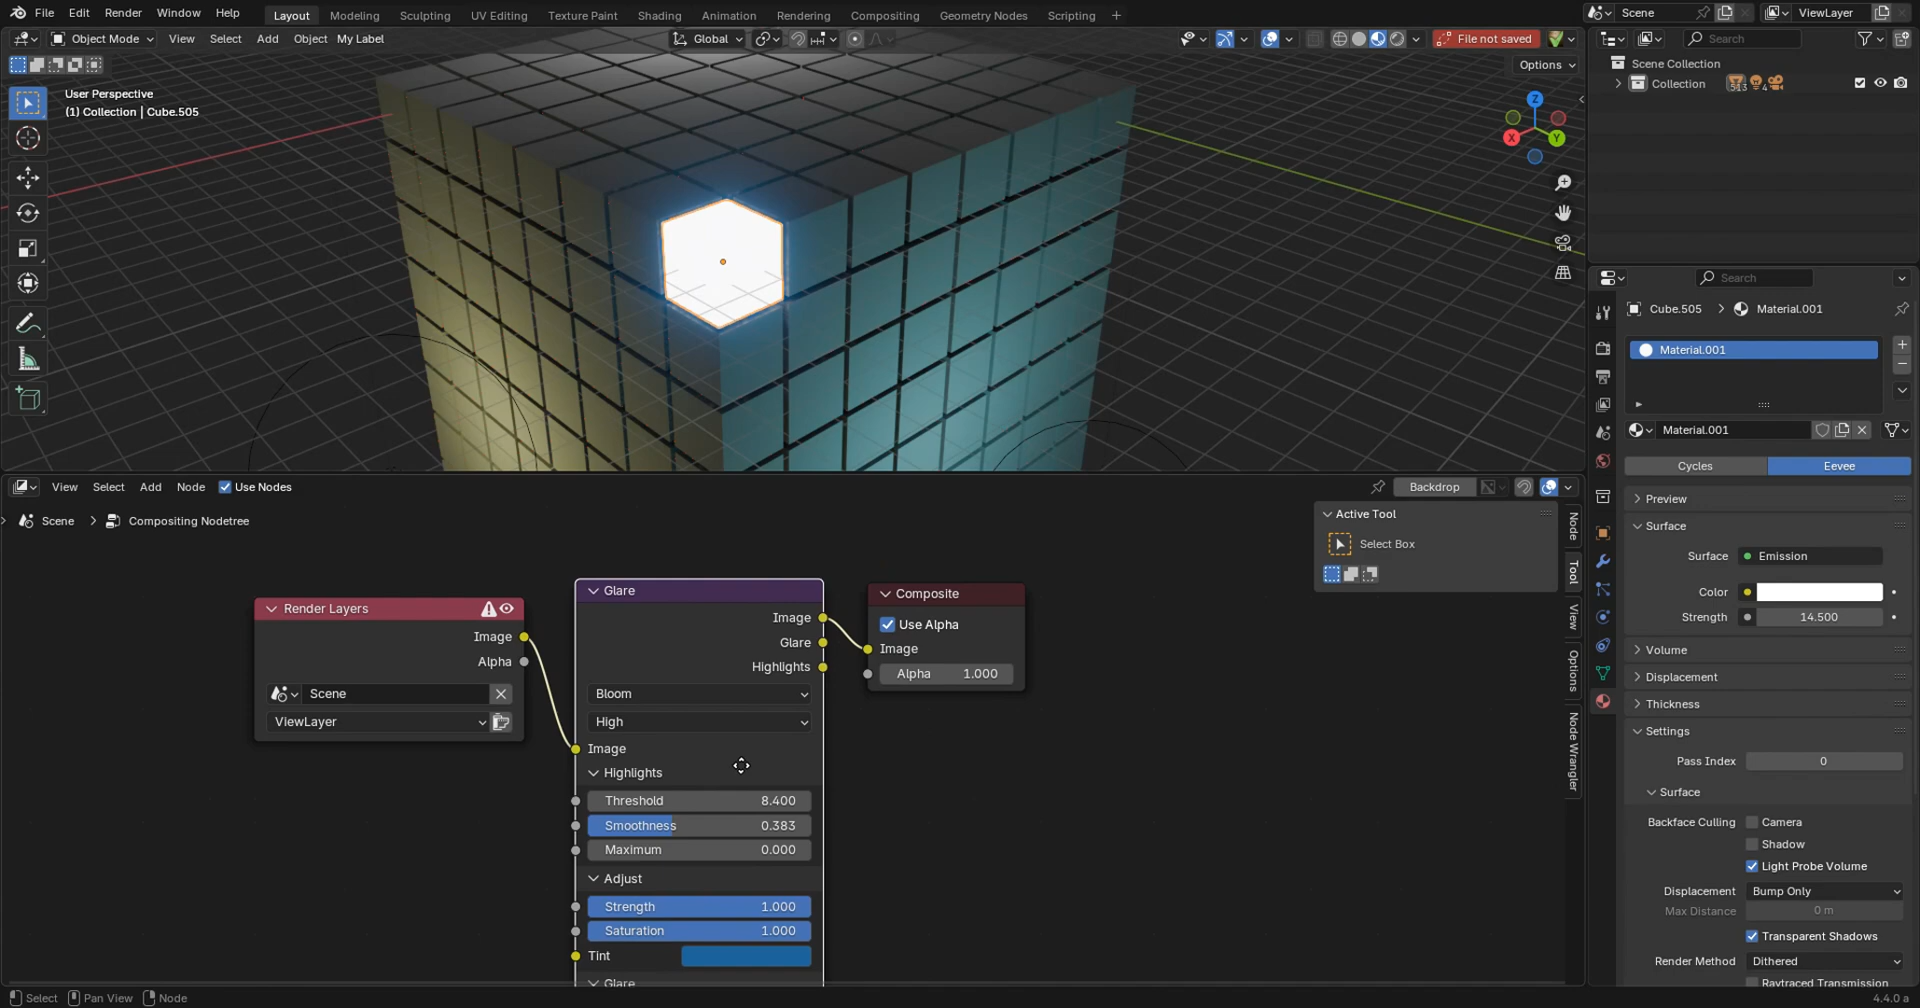 File Edit Render Window Help Layout Modeling Sculpting UV Editing Texture Paint Shading Animation Rendering Compositing Geometry Nodes Scripting + Scene ViewLayer
Object Mode View Select Add Object My Label Global File not saved Search
Options
User Perspective
(1) Collection | Cube.505
Z
X
Y
Scene Collection
Collection 513 4
Search
Cube.505 > Material.001
Material.001
Material.001
Cycles Eevee
Preview
Surface
Surface Emission
Color
Strength 14.500
Volume
Displacement
Thickness
Settings
Pass Index 0
Surface
Backface Culling Camera
Shadow
Light Probe Volume
Displacement Bump Only
Max Distance 0 m
Transparent Shadows
Render Method Dithered
Raytraced Transmission
View Select Add Node Use Nodes Backdrop
Scene > Compositing Nodetree
Active Tool
Select Box
Node
Tool
View
Options
Node Wrangler
Render Layers
Image
Alpha
Scene
ViewLayer
Glare
Image
Glare
Highlights
Bloom
High
Image
Highlights
Threshold 8.400
Smoothness 0.383
Maximum 0.000
Adjust
Strength 1.000
Saturation 1.000
Tint
Glare
Composite
Use Alpha
Image
Alpha 1.000
Select Pan View Node 4.4.0 a